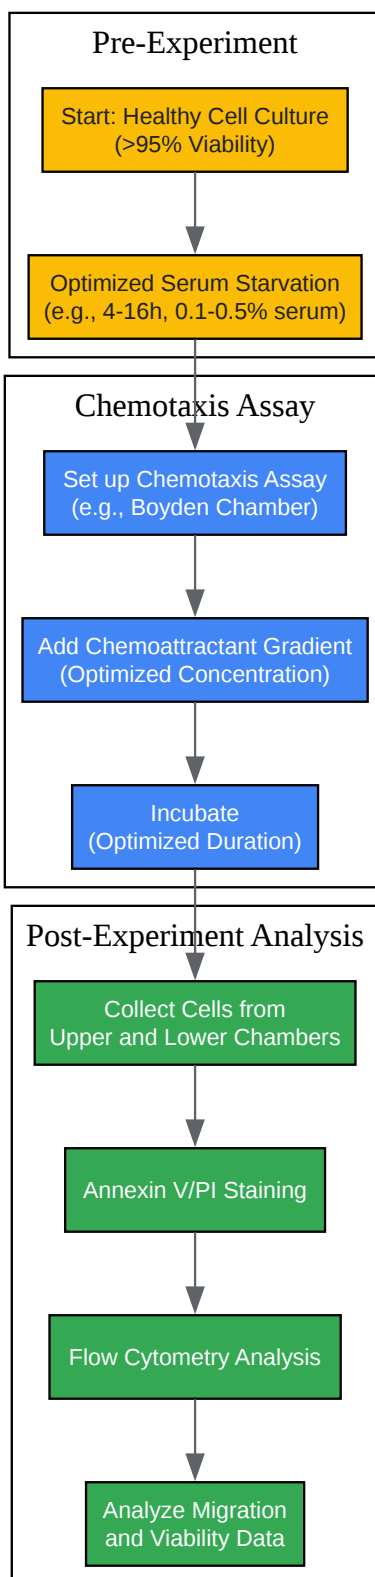 Pre-Experiment
Start: Healthy Cell Culture
(>95% Viability)
Optimized Serum Starvation
(e.g., 4-16h, 0.1-0.5% serum)
Chemotaxis Assay
Set up Chemotaxis Assay
(e.g., Boyden Chamber)
Add Chemoattractant Gradient
(Optimized Concentration)
Incubate
(Optimized Duration)
Post-Experiment Analysis
Collect Cells from
Upper and Lower Chambers
Annexin V/PI Staining
Flow Cytometry Analysis
Analyze Migration
and Viability Data